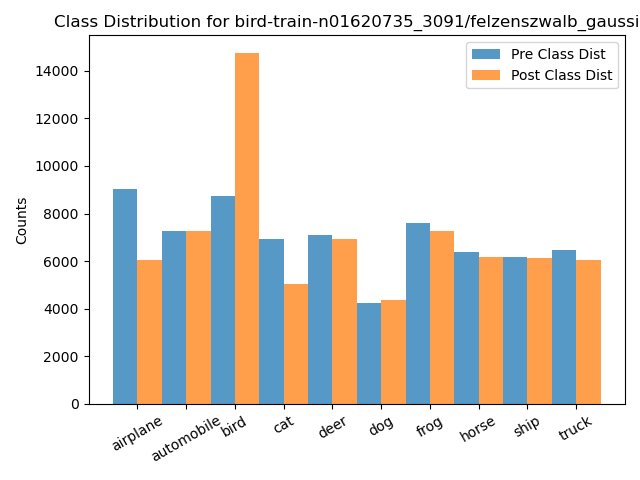 Class Distribution for bird-train-n01620735_3091/felzenszwalb_gaussi
Pre Class Dist
Post Class Dist
Counts
14000
12000
10000
8000
6000
4000
2000
0
airplane
automobile
bird
cat
deer
dog
frog
horse
ship
truck